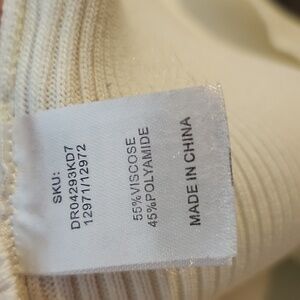 SKU:
DR04293KD7
12971/12972
55%VISCOSE
45%POLYAMIDE
MADE IN CHINA